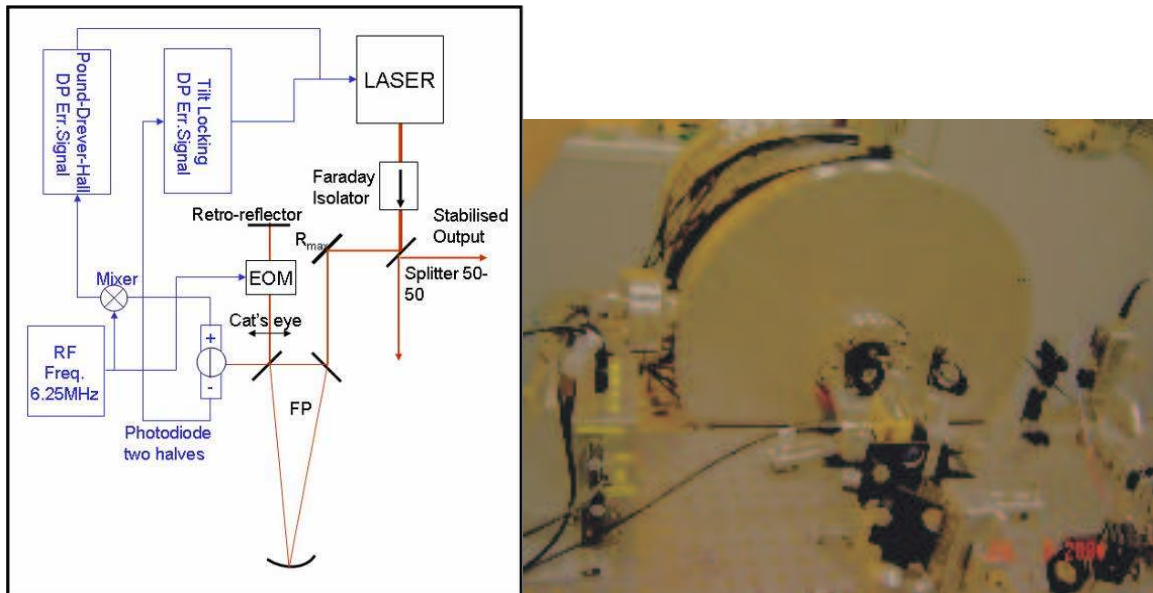 Pound-Drever-Hall
DP Err.Signal
Tilt Locking
DP Err.Signal
LASER
Faraday
Isolator
Retro-reflector
Stabilised
Output
Rmax
Splitter 50-
50
EOM
Mixer
Cat's eye
+
-
RF
Freq.
6.25MHz
FP
Photodiode
two halves